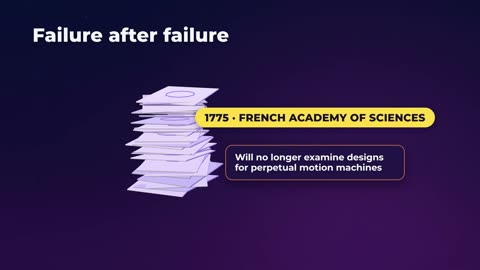 Failure after failure
1775 · FRENCH ACADEMY OF SCIENCES
Will no longer examine designs
for perpetual motion machines